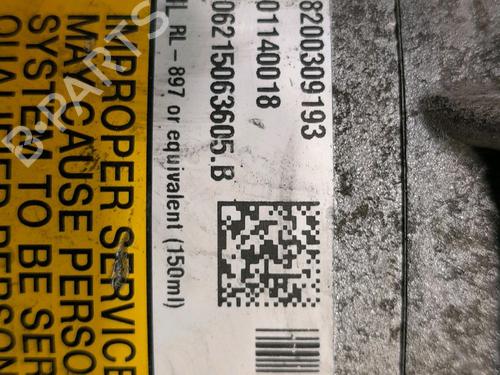 8200309193
01140018
06215063605.B
RL-897 or equivalent (150ml)
IMPROPER SERVICE
MAY CAUSE PERSO
SYSTEM TO BE SER
B-PARTS